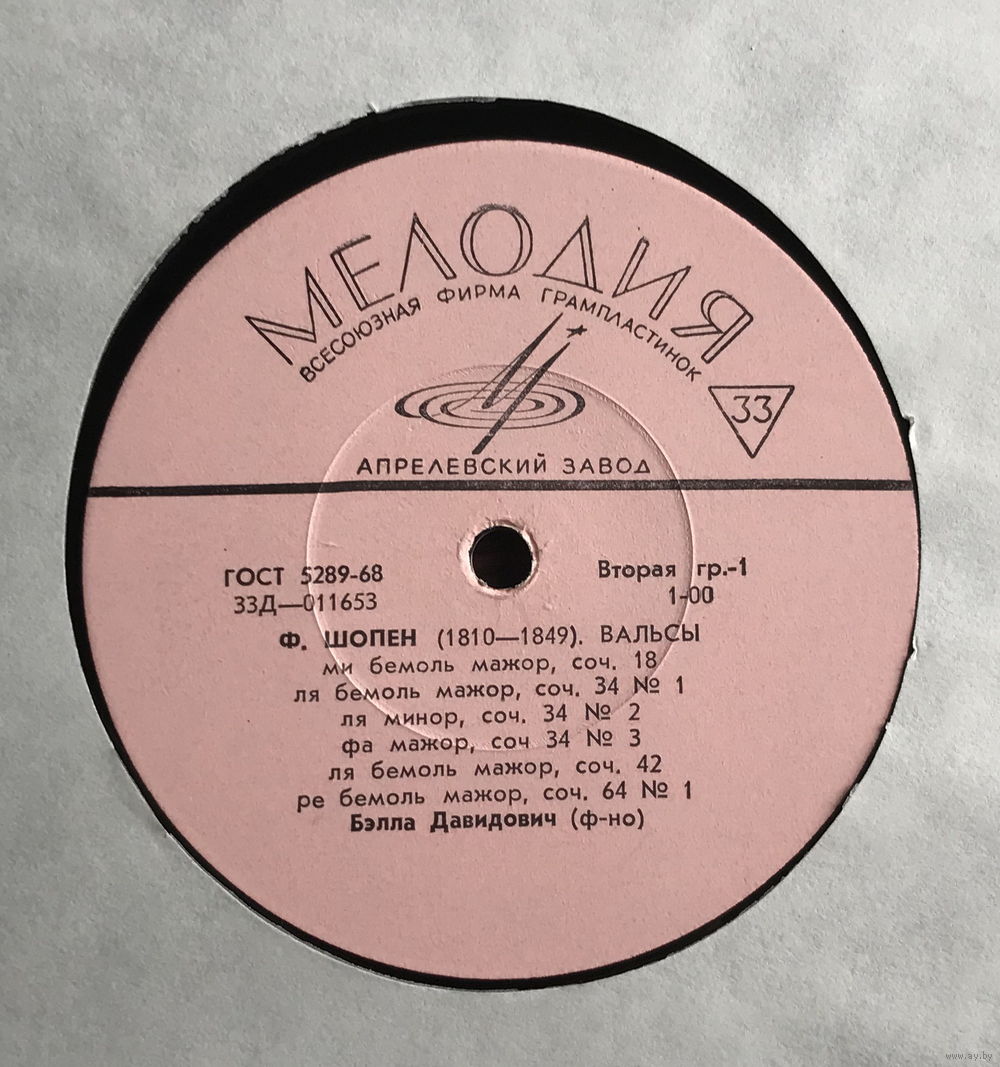 МЕЛОДИЯ
ВСЕСОЮЗНАЯ ФИРМА ГРАМПЛАСТИНОК
33
АПРЕЛЕВСКИЙ ЗАВОД
ГОСТ 5289-68 Вторая гр.-1
33Д—011653 1-00
Ф. ШОПЕН (1810—1849). ВАЛЬСЫ
ми бемоль мажор, соч. 18
ля бемоль мажор, соч. 34 № 1
ля минор, соч. 34 № 2
фа мажор, соч 34 № 3
ля бемоль мажор, соч. 42
ре бемоль мажор, соч. 64 № 1
Бэлла Давидович (ф-но)
www.ay.by